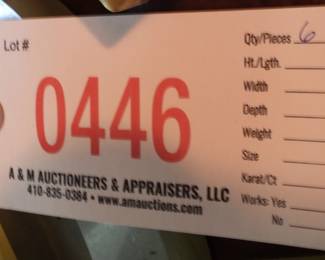 Lot #
0446
A & M AUCTIONEERS & APPRAISERS, LLC
410-835-0384 • www.amauctions.com
Qty/Pieces 6
Ht./Lgth.
Width
Depth
Weight
Size
Karat/Ct
Works: Yes
No